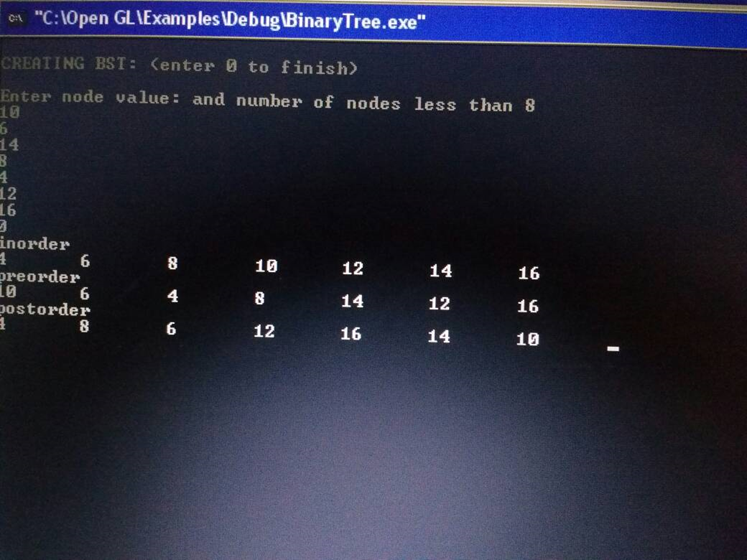 "C:\Open GL\Examples\Debug\BinaryTree.exe"
CREATING BST: (enter 0 to finish)
Enter node value: and number of nodes less than 8
10
6
14
8
4
12
16
0
inorder
4 6 8 10 12 14 16
preorder
10 6 4 8 14 12 16
postorder
4 8 6 12 16 14 10